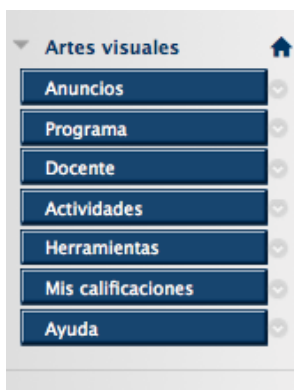 Artes visuales
Anuncios
Programa
Docente
Actividades
Herramientas
Mis calificaciones
Ayuda